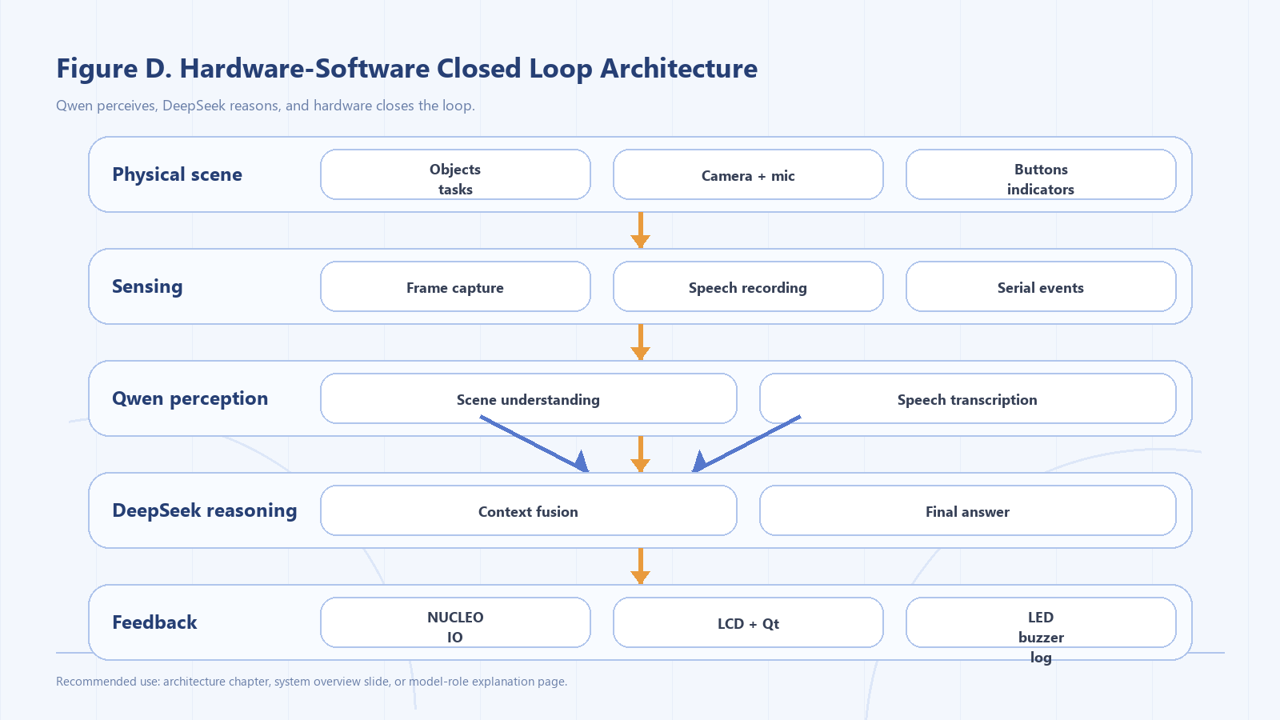 Figure D. Hardware-Software Closed Loop Architecture
Qwen perceives, DeepSeek reasons, and hardware closes the loop.
Physical scene
Objects
tasks
Camera + mic
Buttons
indicators
Sensing
Frame capture
Speech recording
Serial events
Qwen perception
Scene understanding
Speech transcription
DeepSeek reasoning
Context fusion
Final answer
Feedback
NUCLEO
IO
LCD + Qt
LED
buzzer
log
Recommended use: architecture chapter, system overview slide, or model-role explanation page.